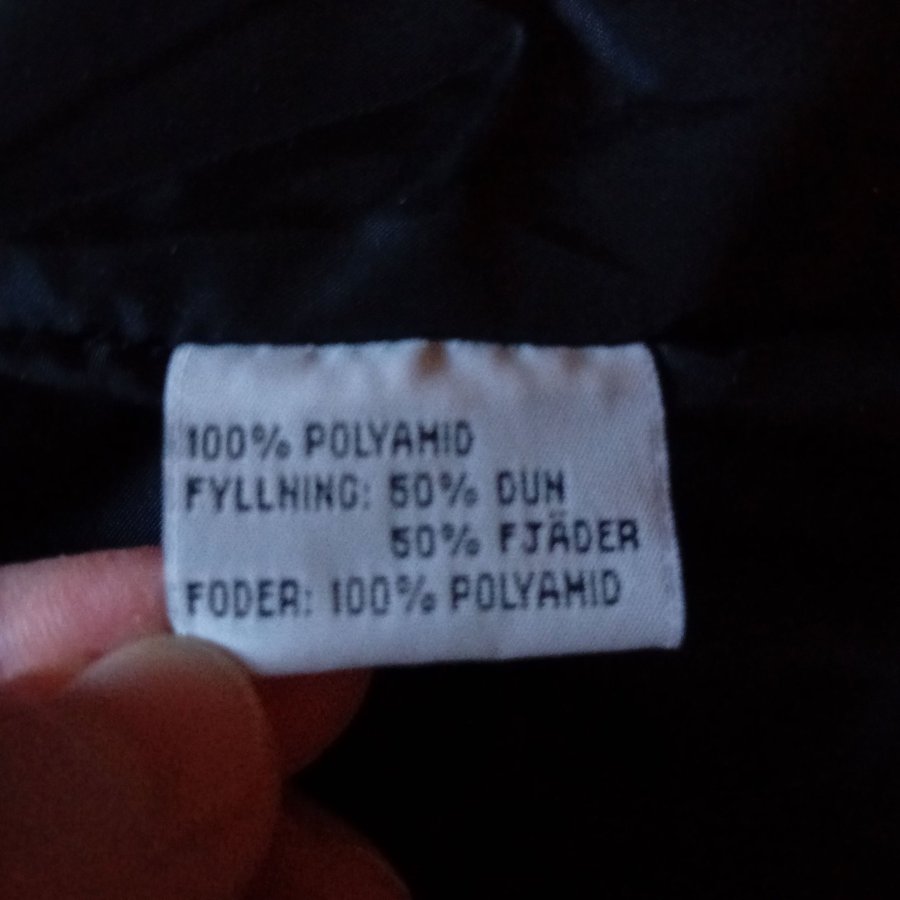 100% POLYAMID
FYLLNING: 50% DUN
50% FJÄDER
FODER: 100% POLYAMID